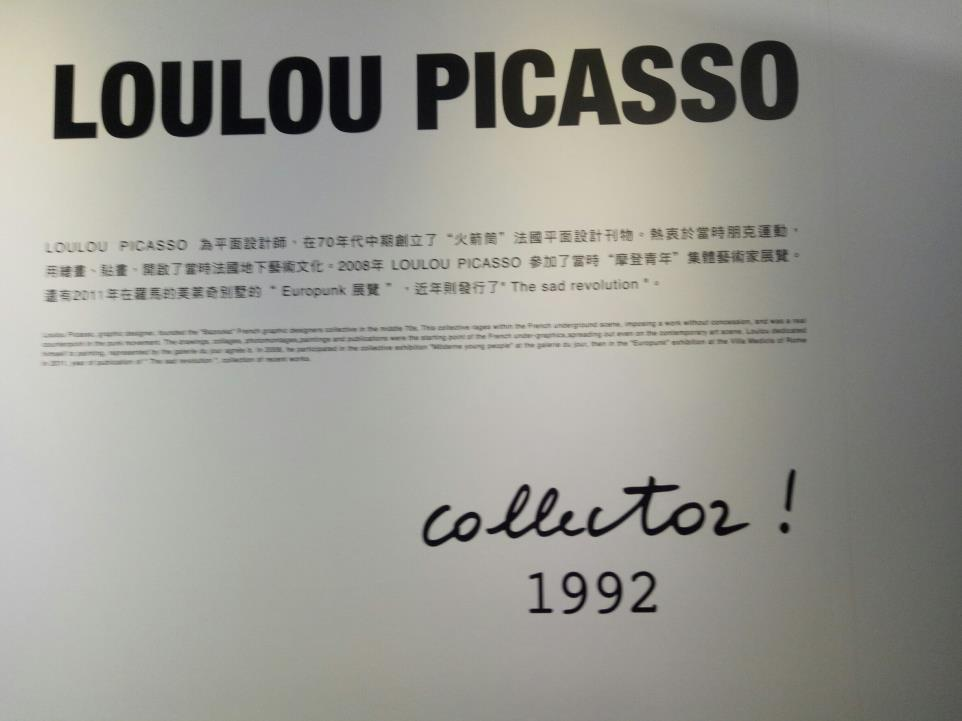 LOULOU PICASSO
LOULOU PICASSO 為平面設計師，在70年代中期創立了“火箭筒”法國平面設計刊物。熱衷於當時朋克運動，
用繪畫、貼畫，開啟了當時法國地下藝術文化。2008年 LOULOU PICASSO 參加了當時“摩登青年”集體藝術家展覽。
還有2011年在羅馬的美第奇別墅的“ Europunk 展覽 ”，近年則發行了" The sad revolution "。
Loulou Picasso, graphic designer, founded the "Bazooka" French graphic designers collective in the middle 70s. This collective rages within the French underground scene, imposing a work without concession, and was a real
counterpoint in the punk movement. The drawings, collages, photomontages,paintings and publications were the starting point of the French under-graphics,spreading out even on the contemporary art scene. Loulou dedicated
himself to painting, represented by the galerie du jour agnès b. In 2008, he participated in the collective exhibition "Möderne young people" at the galerie du jour, then in the "Europunk" exhibition at the Villa Medicis of Rome
in 2011, year of publication of " The sad revolution ", collection of recent works.
collector !
1992